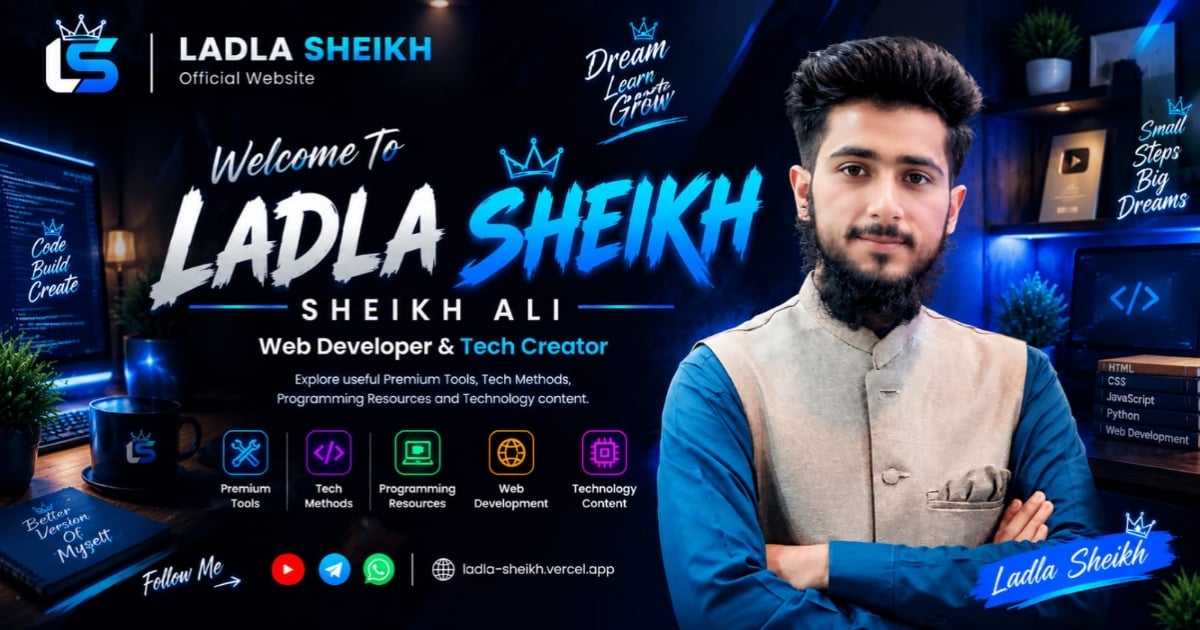 LS
LADLA SHEIKH
Official Website
Dream
Learn
Create
Grow
Small
Steps
Big
Dreams
Welcome To
LADLA SHEIKH
SHEIKH ALI
Web Developer & Tech Creator
Explore useful Premium Tools, Tech Methods,
Programming Resources and Technology content.
Code
Build
Create
</>
Premium
Tools
</>
Tech
Methods
Programming
Resources
Web
Development
Technology
Content
HTML
CSS
JavaScript
Python
Web Development
LS
Better
Version
Of
Myself
Follow Me
ladla-sheikh.vercel.app
Ladla Sheikh